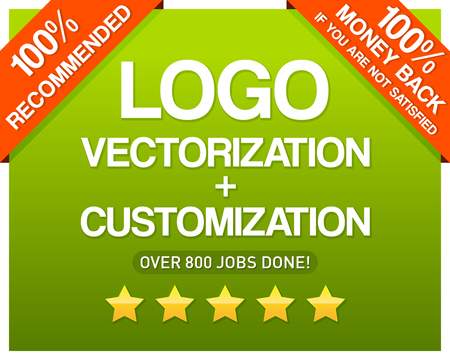 100%
RECOMMENDED
100%
MONEY BACK
IF YOU ARE NOT SATISFIED
LOGO
VECTORIZATION
+
CUSTOMIZATION
OVER 800 JOBS DONE!